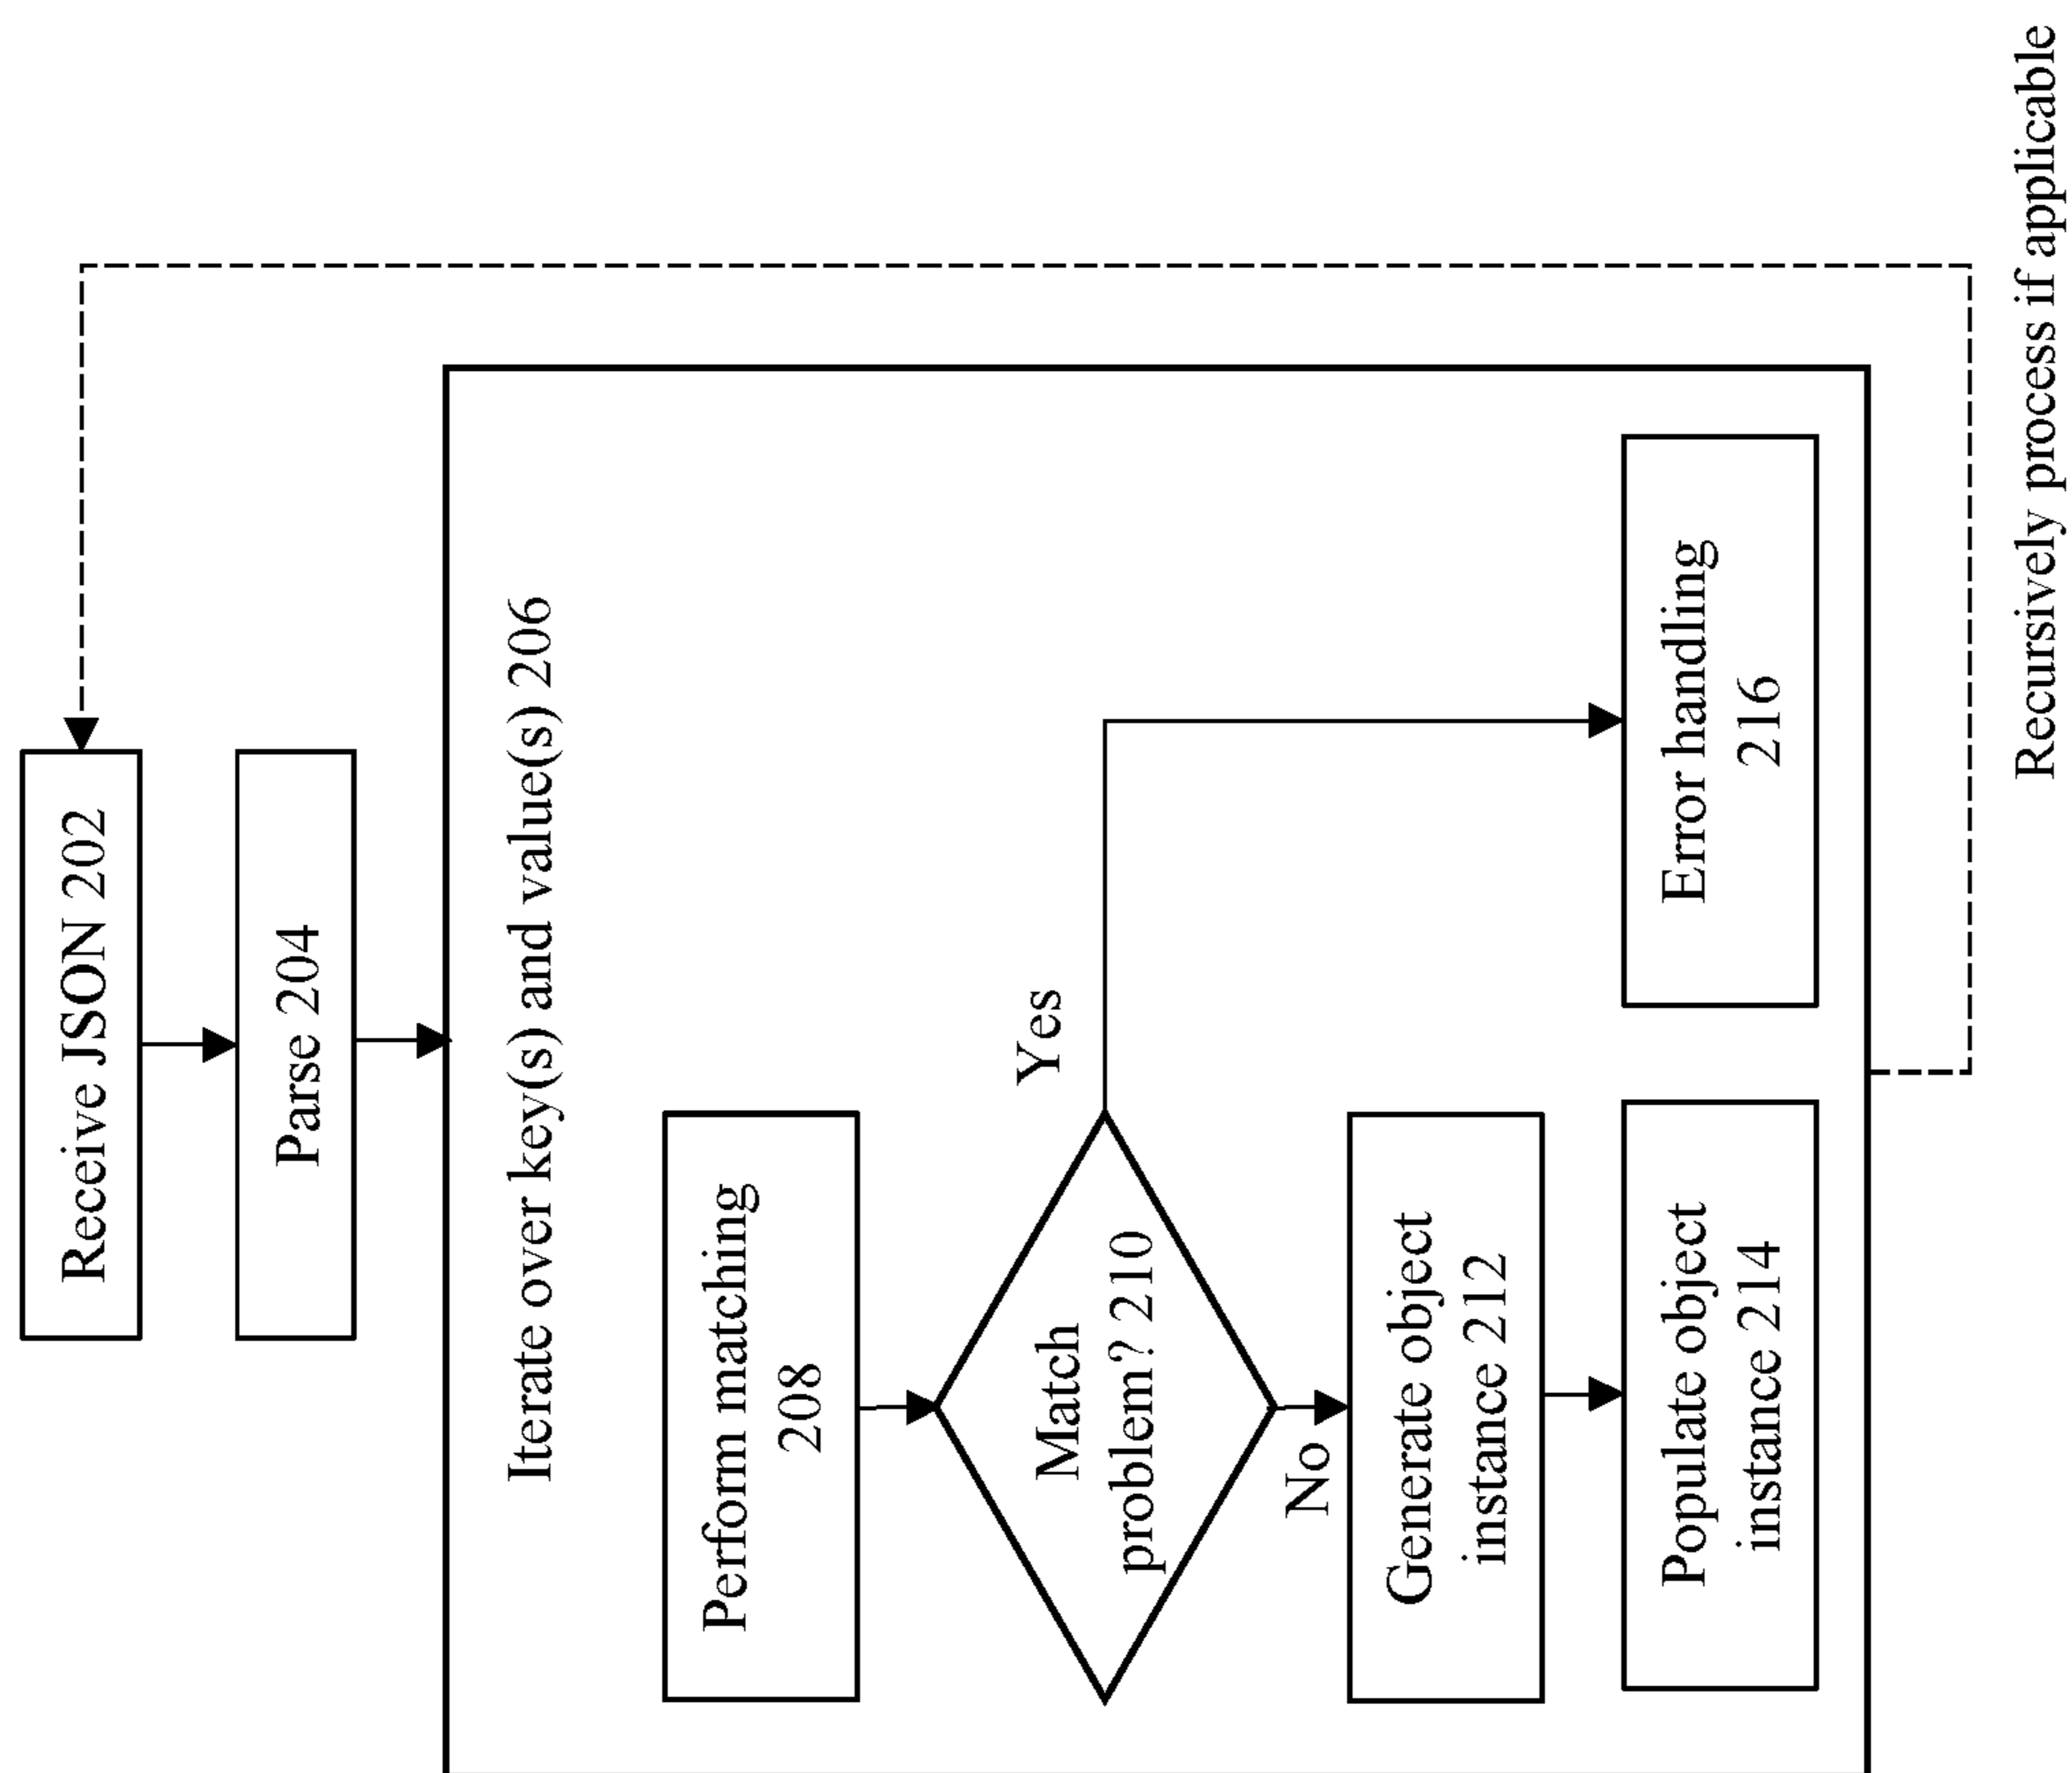 Receive JSON 202
Parse 204
Iterate over key(s) and value(s) 206
Perform matching
208
Match
problem? 210
Yes
No
Generate object
instance 212
Populate object
instance 214
Error handling
216
Recursively process if applicable